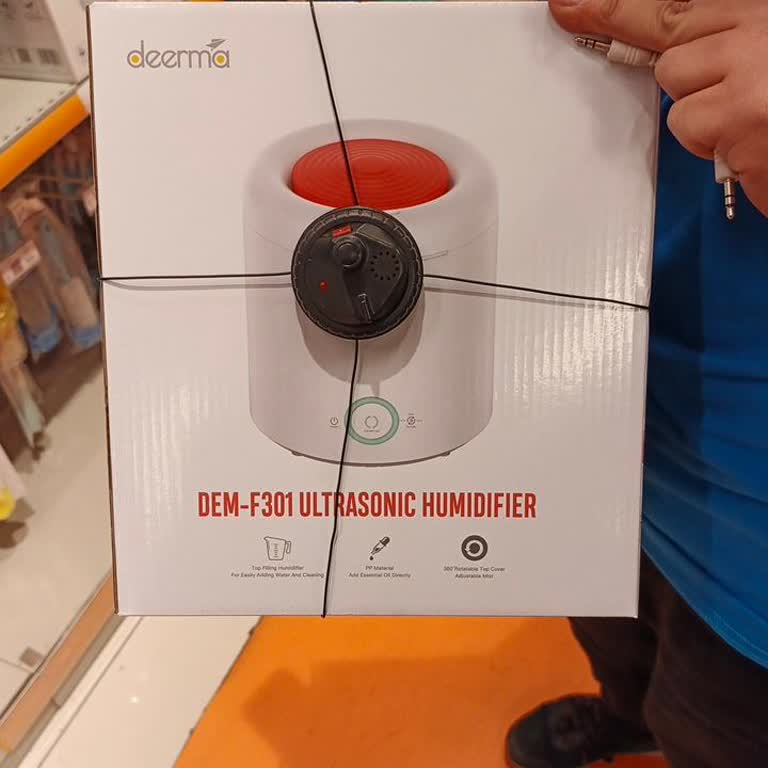 deerma
DEM-F301 ULTRASONIC HUMIDIFIER
Top Filling Humidifier
For Easily Adding Water And Cleaning
PP Material
Add Essential Oil Directly
360°Rotatable Top Cover
Adjustable Mist